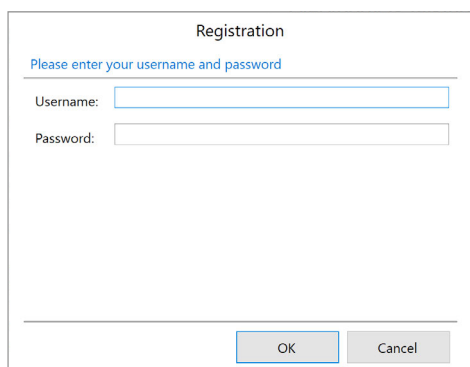 Registration
Please enter your username and password
Username:
Password:
OK Cancel